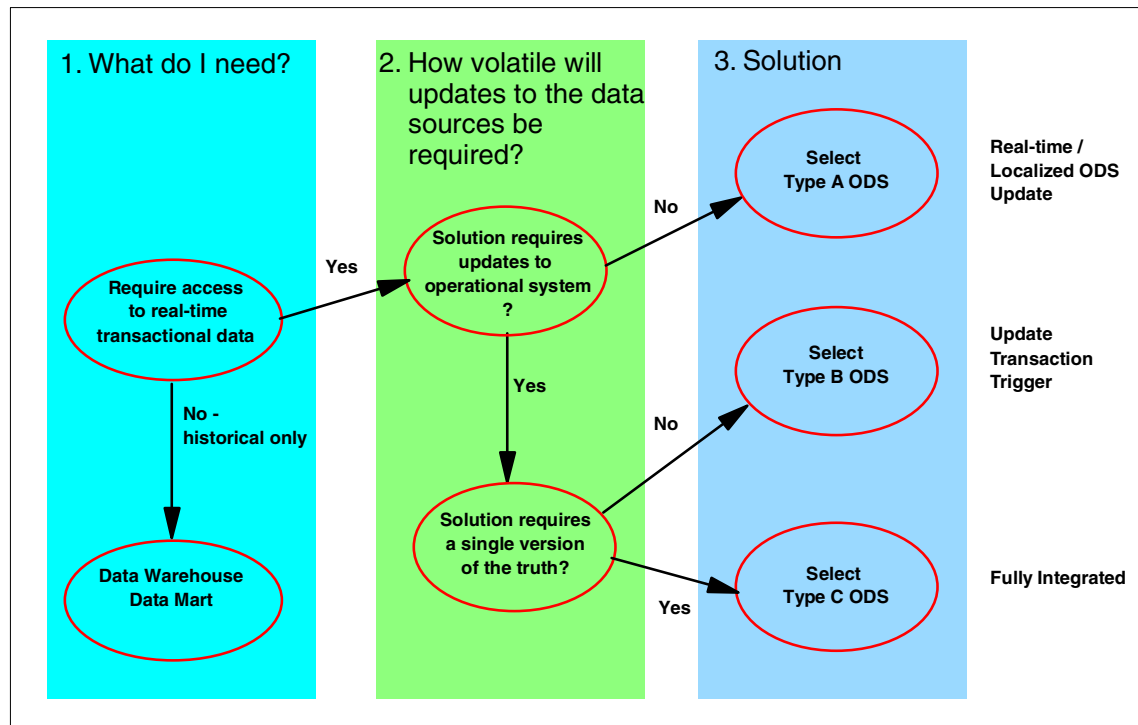 1. What do I need?
Require access
to real-time
transactional data
Yes
No -
historical only
Data Warehouse
Data Mart
2. How volatile will
updates to the data
sources be
required?
Solution requires
updates to
operational system
?
No
Yes
Solution requires
a single version
of the truth?
No
Yes
3. Solution
Select
Type A ODS
Real-time /
Localized ODS
Update
Select
Type B ODS
Update
Transaction
Trigger
Select
Type C ODS
Fully Integrated